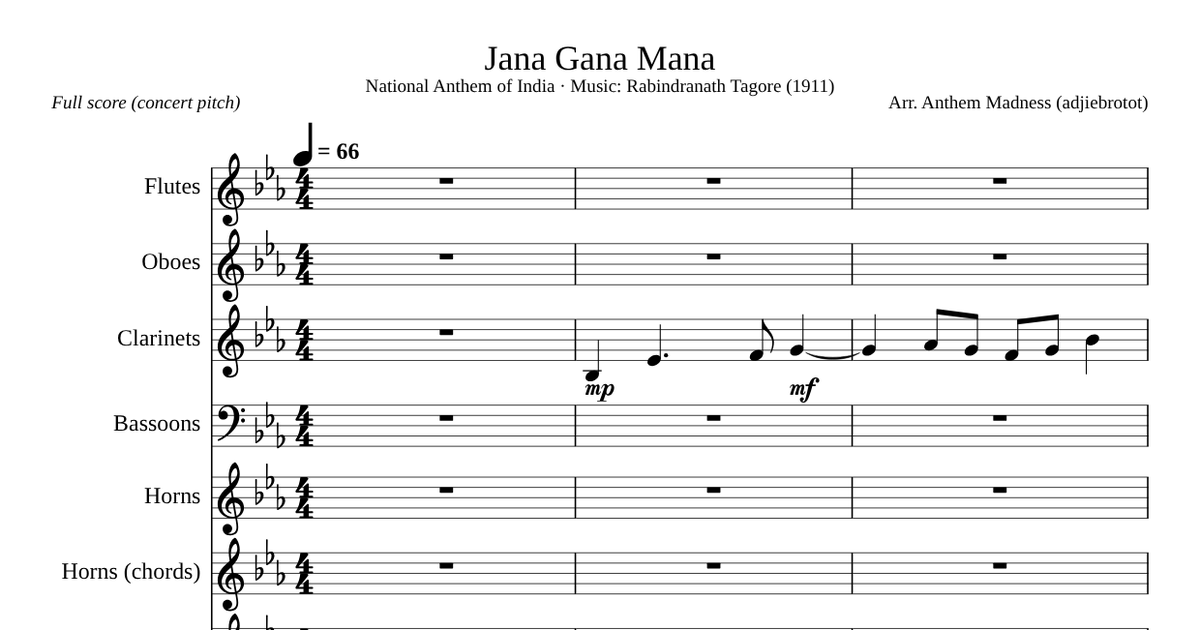 Jana Gana Mana
National Anthem of India · Music: Rabindranath Tagore (1911)
Full score (concert pitch)
Arr. Anthem Madness (adjiebrotot)
= 66
Flutes
Oboes
Clarinets
mp mf
Bassoons
Horns
Horns (chords)